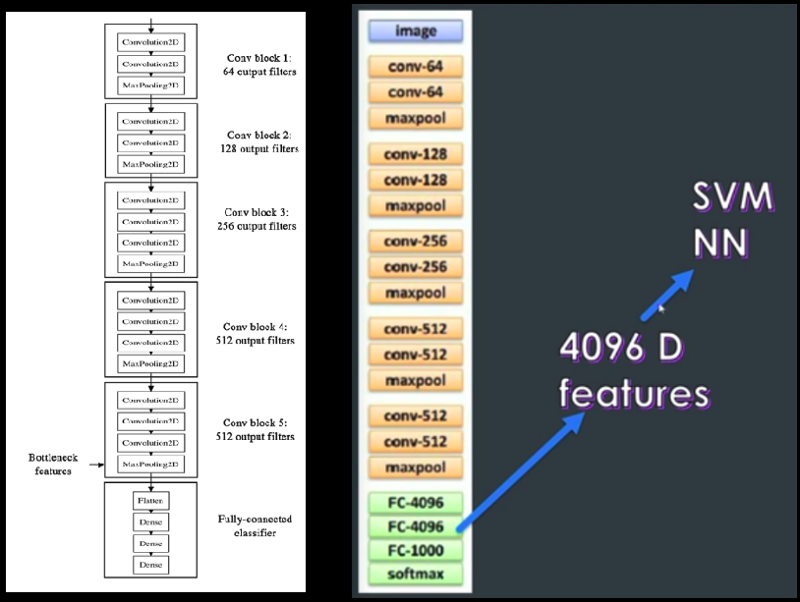 Convolution2D
Convolution2D
MaxPooling2D
Conv block 1:
64 output filters
Convolution2D
Convolution2D
MaxPooling2D
Conv block 2:
128 output filters
Convolution2D
Convolution2D
Convolution2D
MaxPooling2D
Conv block 3:
256 output filters
Convolution2D
Convolution2D
Convolution2D
MaxPooling2D
Conv block 4:
512 output filters
Convolution2D
Convolution2D
Convolution2D
MaxPooling2D
Conv block 5:
512 output filters
Bottleneck
features
Flatten
Dense
Dense
Dense
Fully-connected
classifier
image
conv-64
conv-64
maxpool
conv-128
conv-128
maxpool
conv-256
conv-256
maxpool
conv-512
conv-512
maxpool
conv-512
conv-512
maxpool
FC-4096
FC-4096
FC-1000
softmax
4096 D
features
SVM
NN